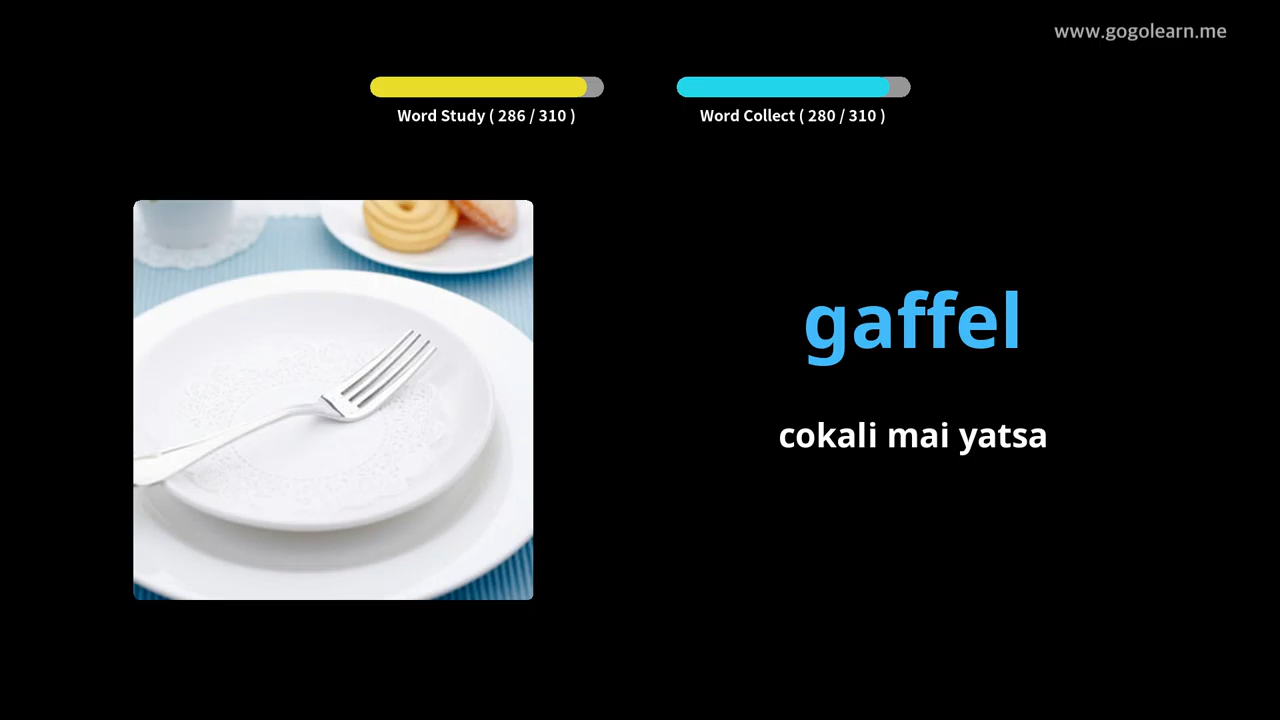 www.gogolearn.me
Word Study ( 286 / 310 )
Word Collect ( 280 / 310 )
gaffel
cokali mai yatsa